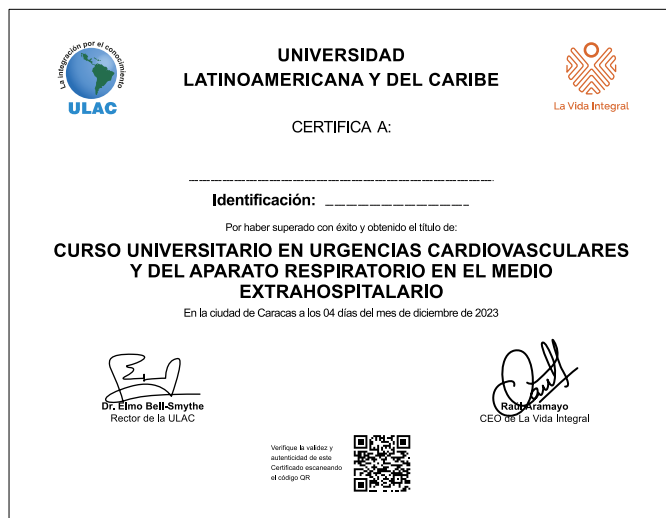 La integración por el conocimiento
ULAC
UNIVERSIDAD
LATINOAMERICANA Y DEL CARIBE
La Vida Integral
CERTIFICA A:
Identificación:
Por haber superado con éxito y obtenido el título de:
CURSO UNIVERSITARIO EN URGENCIAS CARDIOVASCULARES
Y DEL APARATO RESPIRATORIO EN EL MEDIO
EXTRAHOSPITALARIO
En la ciudad de Caracas a los 04 días del mes de diciembre de 2023
Dr. Elmo Bell-Smythe
Rector de la ULAC
Raúl Aramayo
CEO de La Vida Integral
Verifique la validez y
autenticidad de este
Certificado escaneando
el código QR